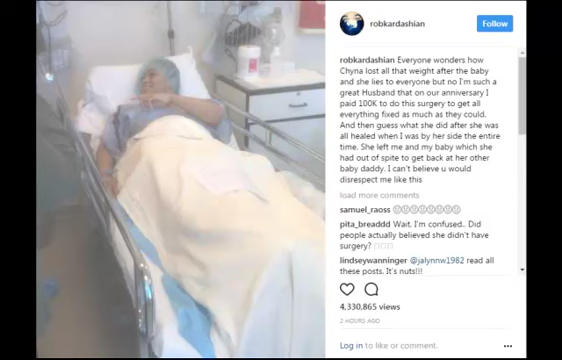 robkardashian
Follow
robkardashian Everyone wonders how
Chyna lost all that weight after the baby
and she lies to everyone but no I'm such
a great Husband that on our anniversary I
paid 100K to do this surgery to get all
everything fixed as much as they could.
And then guess what she did after she was
all healed when I was by her side the entire
time. She left me and my baby which she
had out of spite to get back at her other
baby daddy. I can't believe u would
disrespect me like this
load more comments
samuel_raoss
pita_breaddd Wait, I'm confused.. Did
people actually believed she didn't have
surgery?
lindseywanninger @jalynnw1982 read all
these posts. It's nuts!!!
4,330,865 views
2 HOURS AGO
Log in to like or comment.